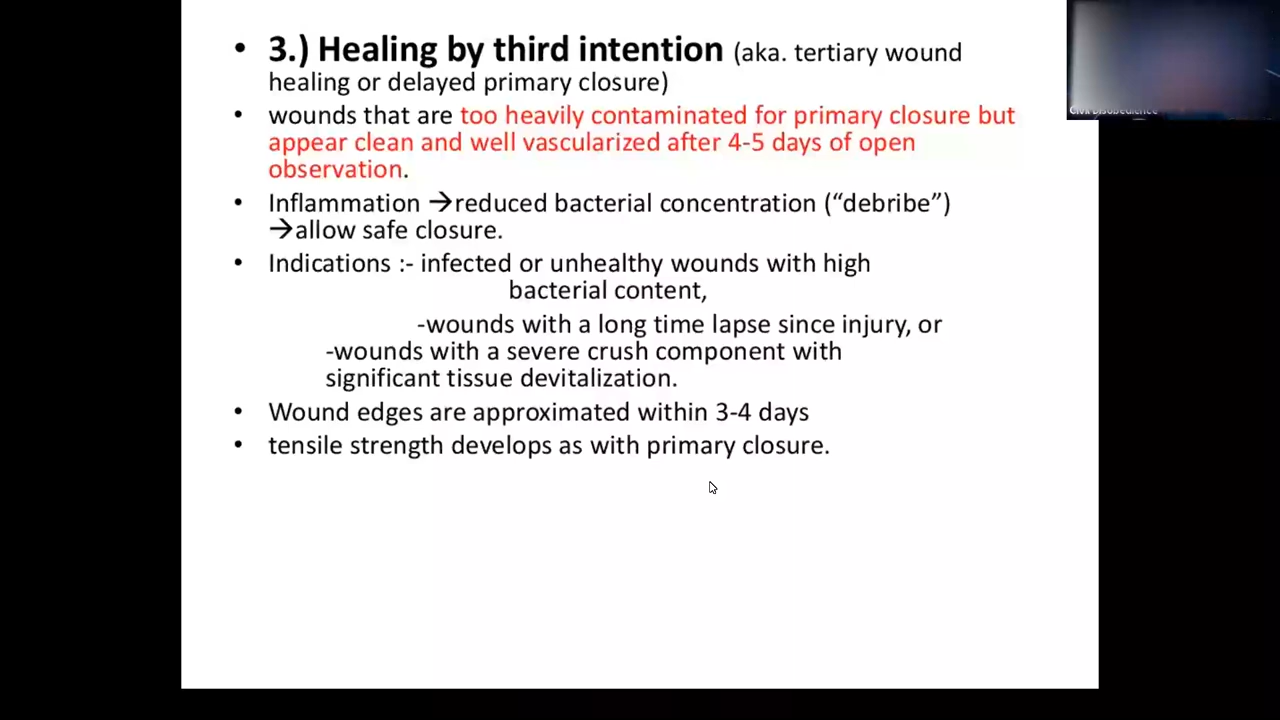 • 3.) Healing by third intention (aka. tertiary wound
healing or delayed primary closure)
• wounds that are too heavily contaminated for primary closure but
appear clean and well vascularized after 4-5 days of open
observation.
• Inflammation →reduced bacterial concentration (“debribe”)
→allow safe closure.
• Indications :- infected or unhealthy wounds with high
bacterial content,
-wounds with a long time lapse since injury, or
-wounds with a severe crush component with
significant tissue devitalization.
• Wound edges are approximated within 3-4 days
• tensile strength develops as with primary closure.
Civil Disobedience